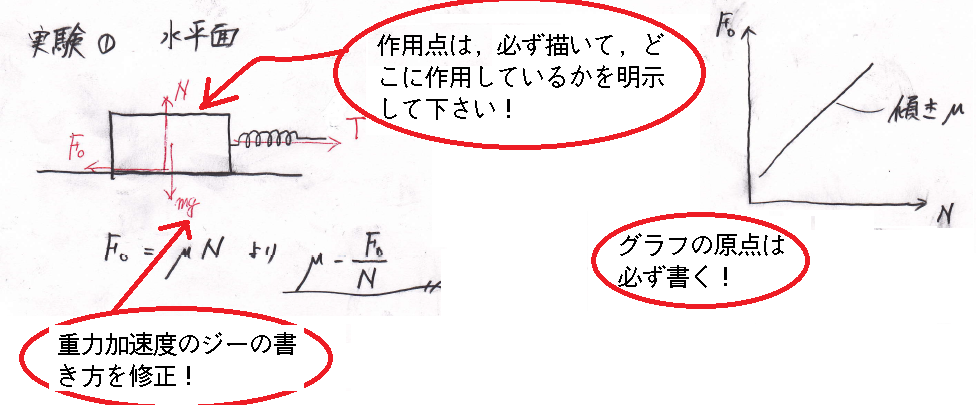 実験① 水平面
作用点は，必ず描いて，ど
こに作用しているかを明示
して下さい！
N
F₀
T
mg
F₀ = μN より μ = F₀/N
重力加速度のジーの書
き方を修正！
F₀
傾き μ
N
グラフの原点は
必ず書く！